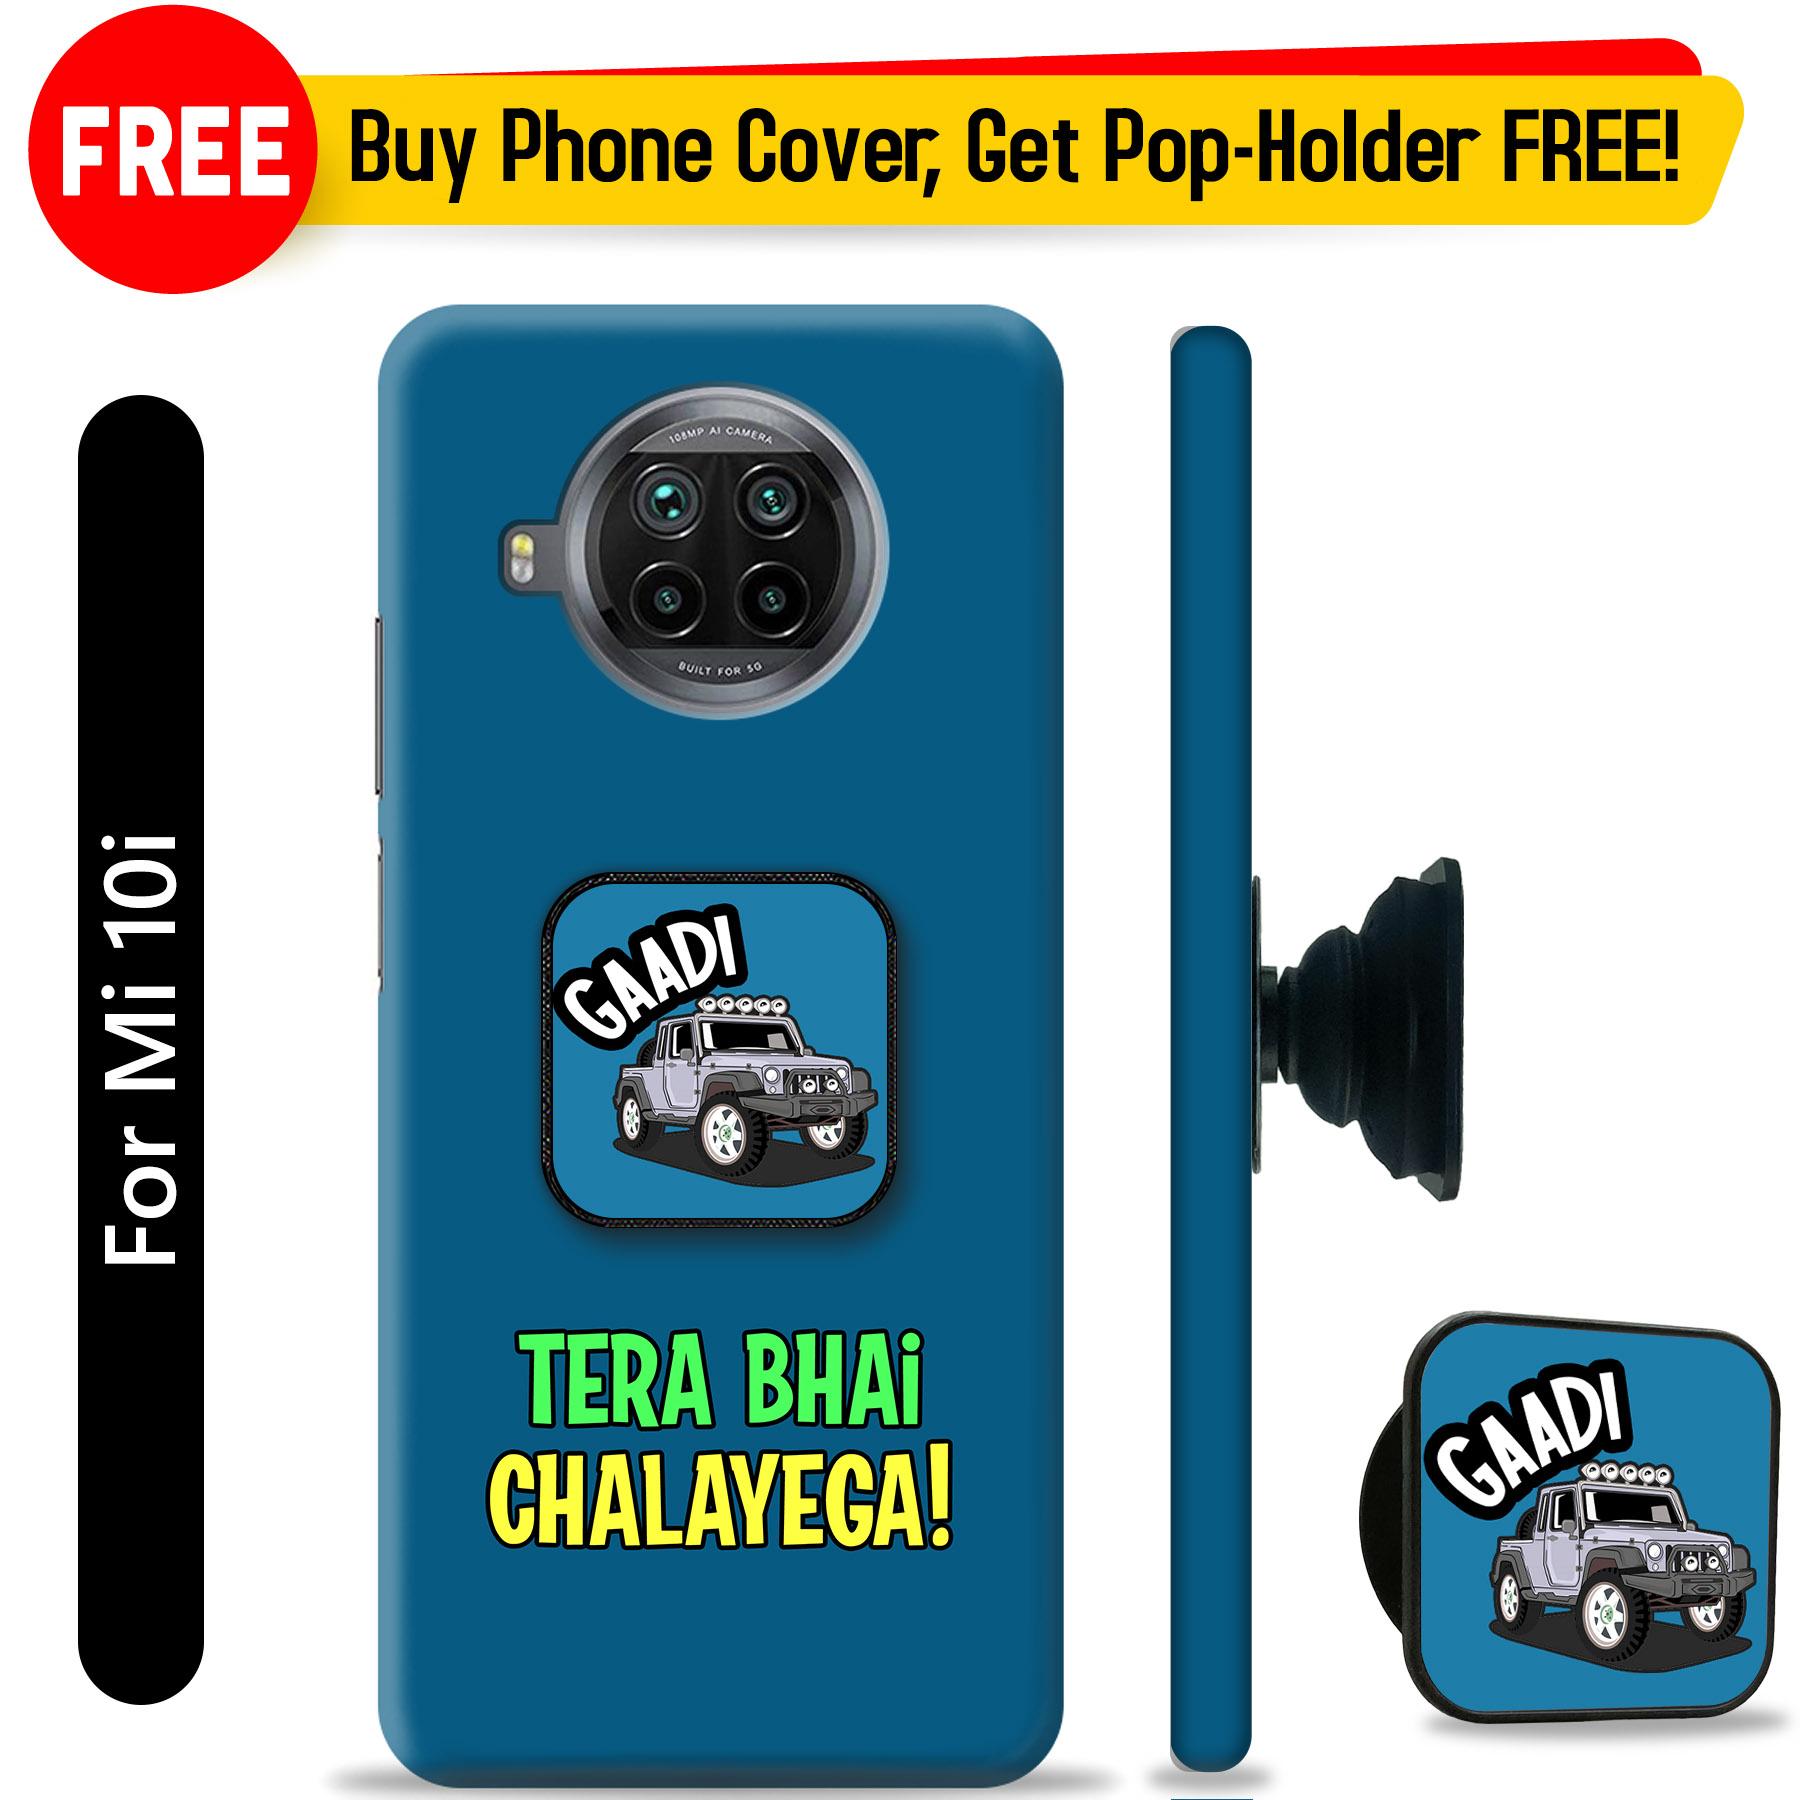 FREE
Buy Phone Cover, Get Pop-Holder FREE!
For Mi 10i
108MP AI CAMERA
BUILT FOR 5G
GAADI
TERA BHAi
CHALAYEGA!
GAADI